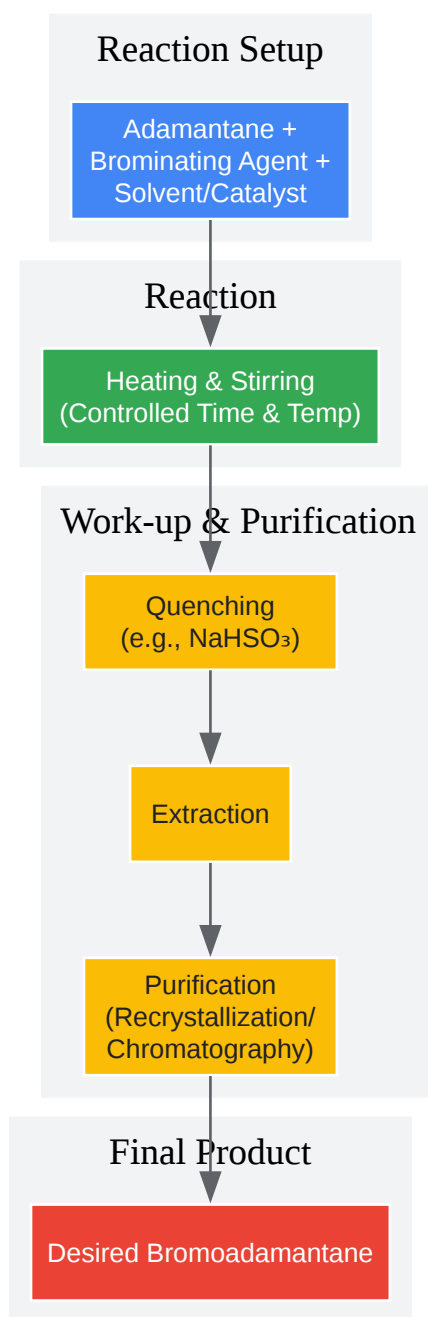 Reaction Setup
Adamantane +
Brominating Agent +
Solvent/Catalyst
Reaction
Heating & Stirring
(Controlled Time & Temp)
Work-up & Purification
Quenching
(e.g., NaHSO₃)
Extraction
Purification
(Recrystallization/
Chromatography)
Final Product
Desired Bromoadamantane